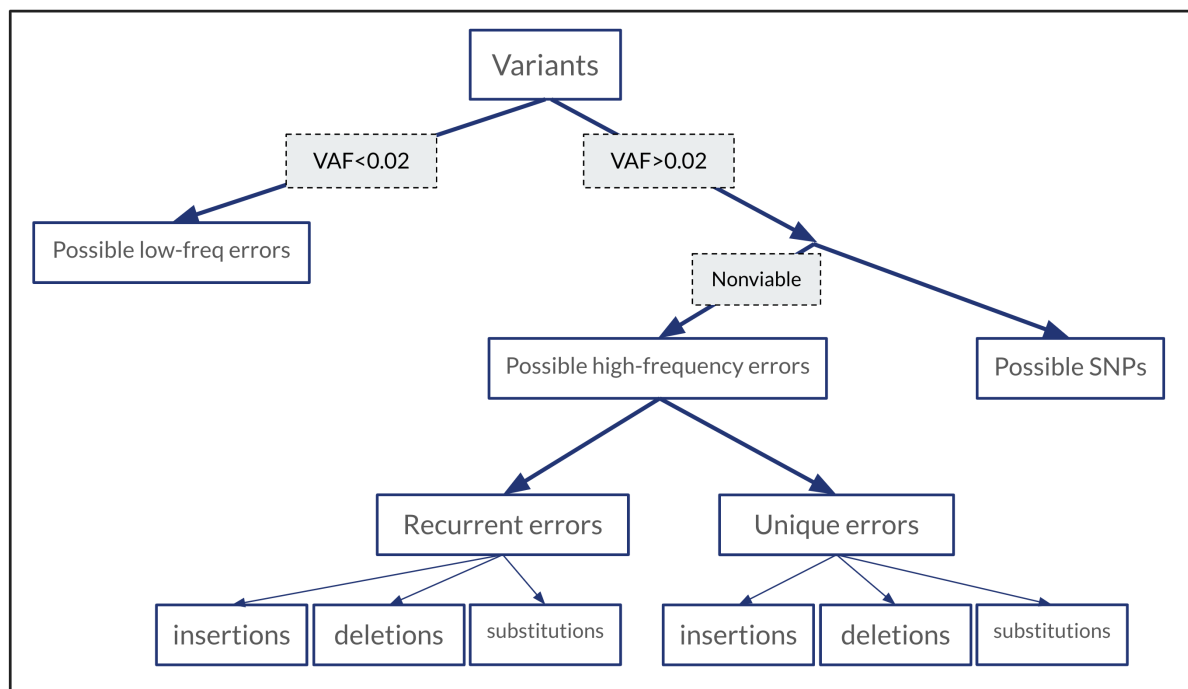 Variants
VAF<0.02
VAF>0.02
Possible low-freq errors
Nonviable
Possible high-frequency errors
Possible SNPs
Recurrent errors
Unique errors
insertions
deletions
substitutions
insertions
deletions
substitutions